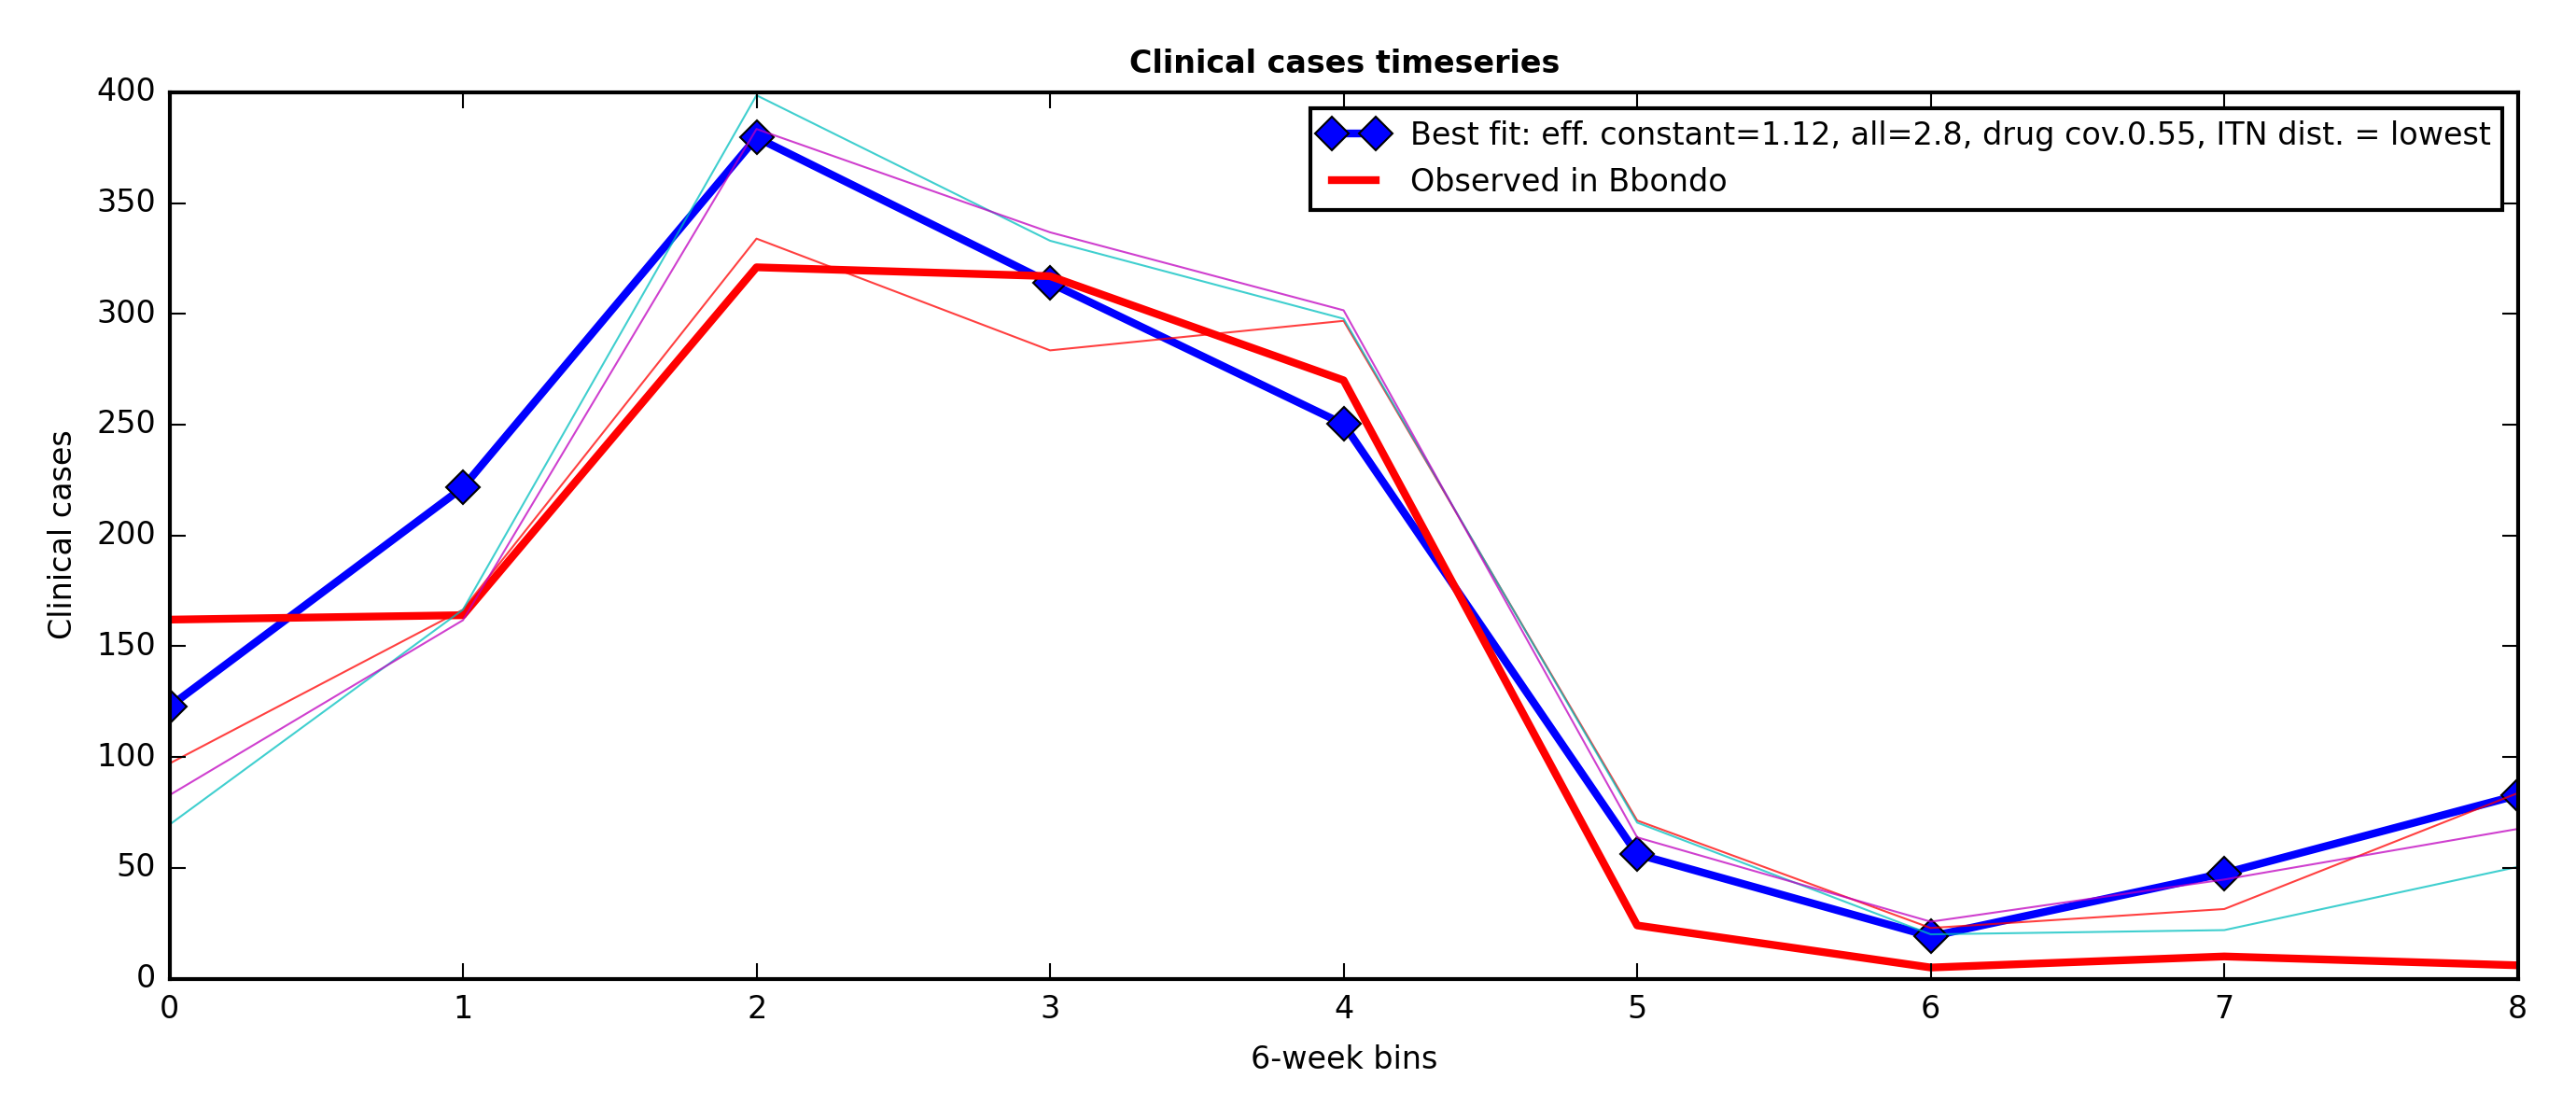 Clinical cases timeseries
Best fit: eff. constant=1.12, all=2.8, drug cov.0.55, ITN dist. = lowest
Observed in Bbondo
400
350
300
250
200
150
100
50
0
Clinical cases
0 1 2 3 4 5 6 7 8
6-week bins